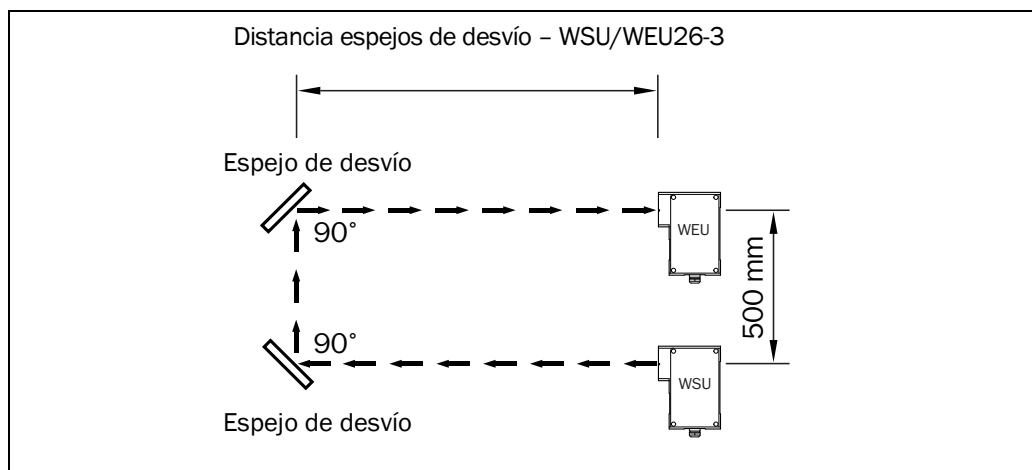 Distancia espejos de desvío – WSU/WEU26-3
Espejo de desvío
90°
WEU
500 mm
90°
WSU
Espejo de desvío